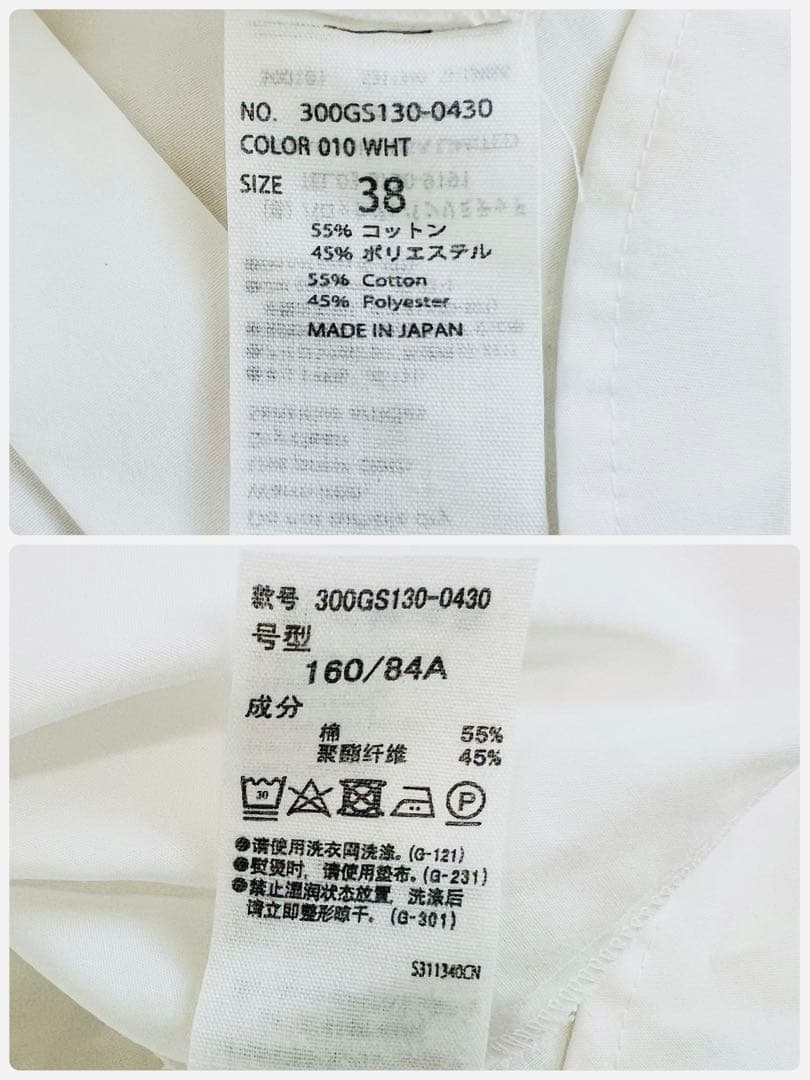 NO. 300GS130-0430
COLOR 010 WHT
SIZE 38
55% コットン
45% ポリエステル
55% Cotton
45% Polyester
MADE IN JAPAN
款号 300GS130-0430
号型
160/84A
成分
棉 55%
聚酯纤维 45%
30
P
●请使用洗衣网洗涤。(G-121)
●熨烫时，请使用垫布。(G-231)
●禁止湿润状态放置，洗涤后
请立即整形晾干。(G-301)
S311340CN